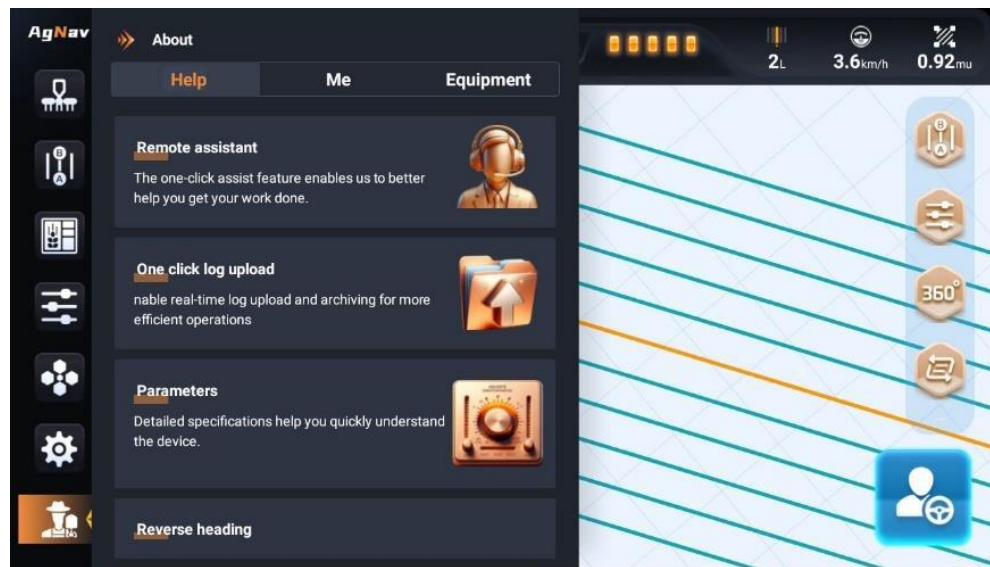 AgNav
About
Help Me Equipment
Remote assistant
The one-click assist feature enables us to better
help you get your work done.
One click log upload
nable real-time log upload and archiving for more
efficient operations
Parameters
Detailed specifications help you quickly understand
the device.
Reverse heading
2L 3.6km/h 0.92mu
B
A
B
A
360°